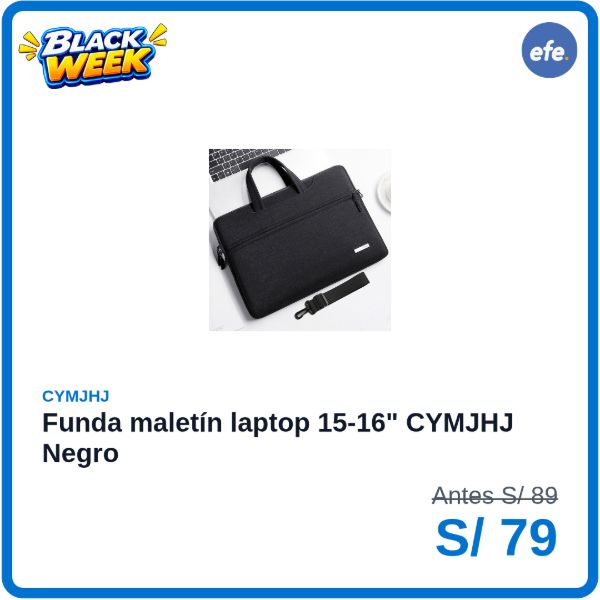 BLACK
WEEK
efe.
CYMJHJ
Funda maletín laptop 15-16" CYMJHJ
Negro
Antes S/ 89
S/ 79